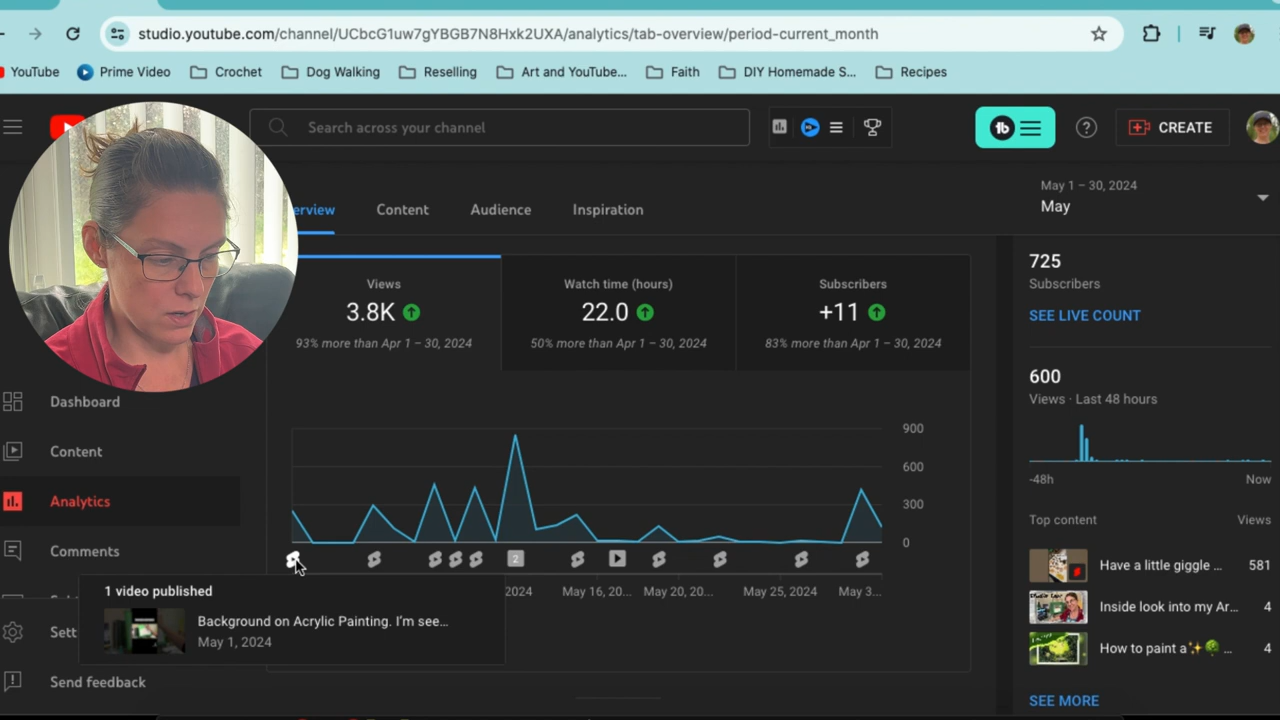 studio.youtube.com/channel/UCbcG1uw7gYBGB7N8Hxk2UXA/analytics/tab-overview/period-current_month
YouTube Prime Video Crochet Dog Walking Reselling Art and YouTube... Faith DIY Homemade S... Recipes
Search across your channel
CREATE
erview Content Audience Inspiration
May 1 – 30, 2024
May
Views
3.8K
93% more than Apr 1 – 30, 2024
Watch time (hours)
22.0
50% more than Apr 1 – 30, 2024
Subscribers
+11
83% more than Apr 1 – 30, 2024
725
Subscribers
SEE LIVE COUNT
600
Views · Last 48 hours
-48h Now
Top content Views
Have a little giggle ... 581
Inside look into my Ar... 4
How to paint a✨🌳 ... 4
SEE MORE
Dashboard
Content
Analytics
Comments
Sett
Send feedback
900
600
300
0
2
2024 May 16, 20... May 20, 20... May 25, 2024 May 3...
1 video published
Background on Acrylic Painting. I'm see...
May 1, 2024